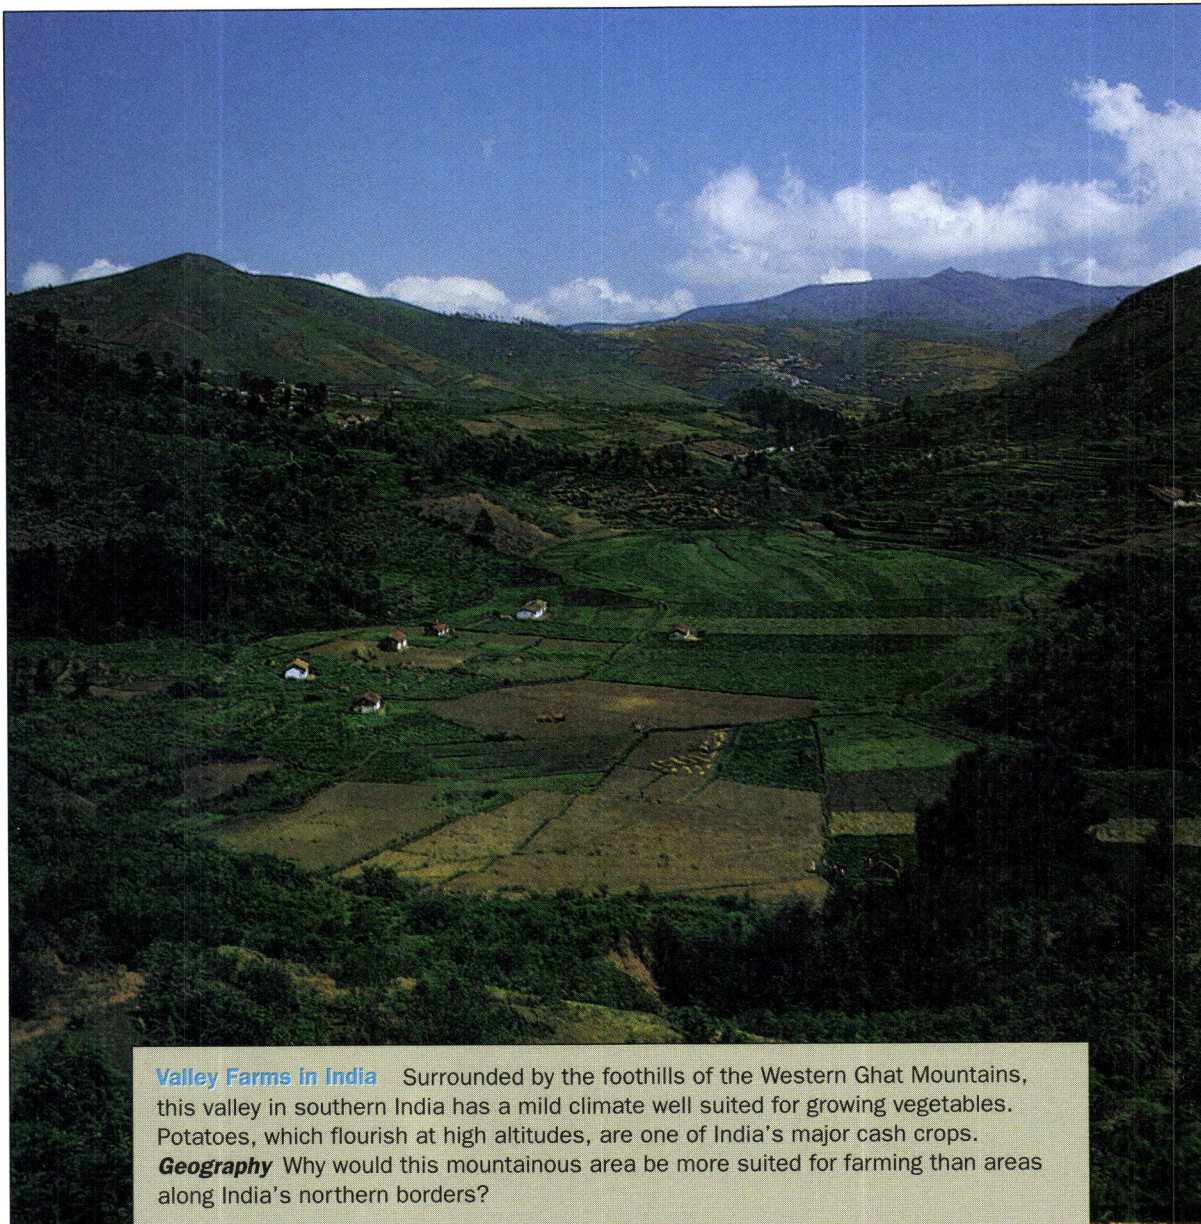 Valley Farms in India Surrounded by the foothills of the Western Ghat Mountains,
this valley in southern India has a mild climate well suited for growing vegetables.
Potatoes, which flourish at high altitudes, are one of India's major cash crops.
Geography Why would this mountainous area be more suited for farming than areas
along India's northern borders?